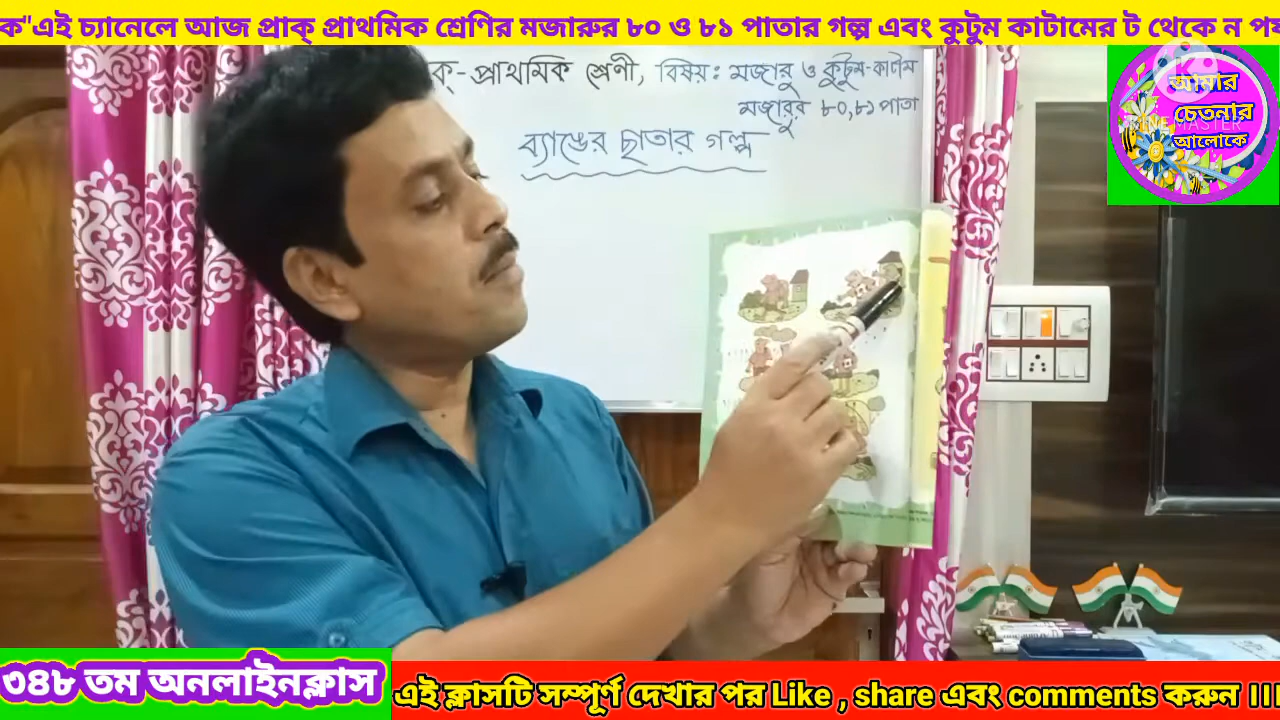 ক"এই চ্যানেলে আজ প্রাক্ প্রাথমিক শ্রেণির মজারুর ৮০ ও ৮১ পাতার গল্প এবং কুটুম কাটামের ট থেকে ন পর্য
ক্-প্রাথমিক শ্রেণী, বিষয়ঃ মজারু ও কুটুম-কাটাম
মজারুর ৮০,৮১ পাতা
ব্যাঙের ছাতার গল্প
আমার
চেতনার
MASTER
আলোকে
৩৪৮ তম অনলাইনক্লাস
এই ক্লাসটি সম্পূর্ণ দেখার পর Like , share এবং comments করুন ।।।